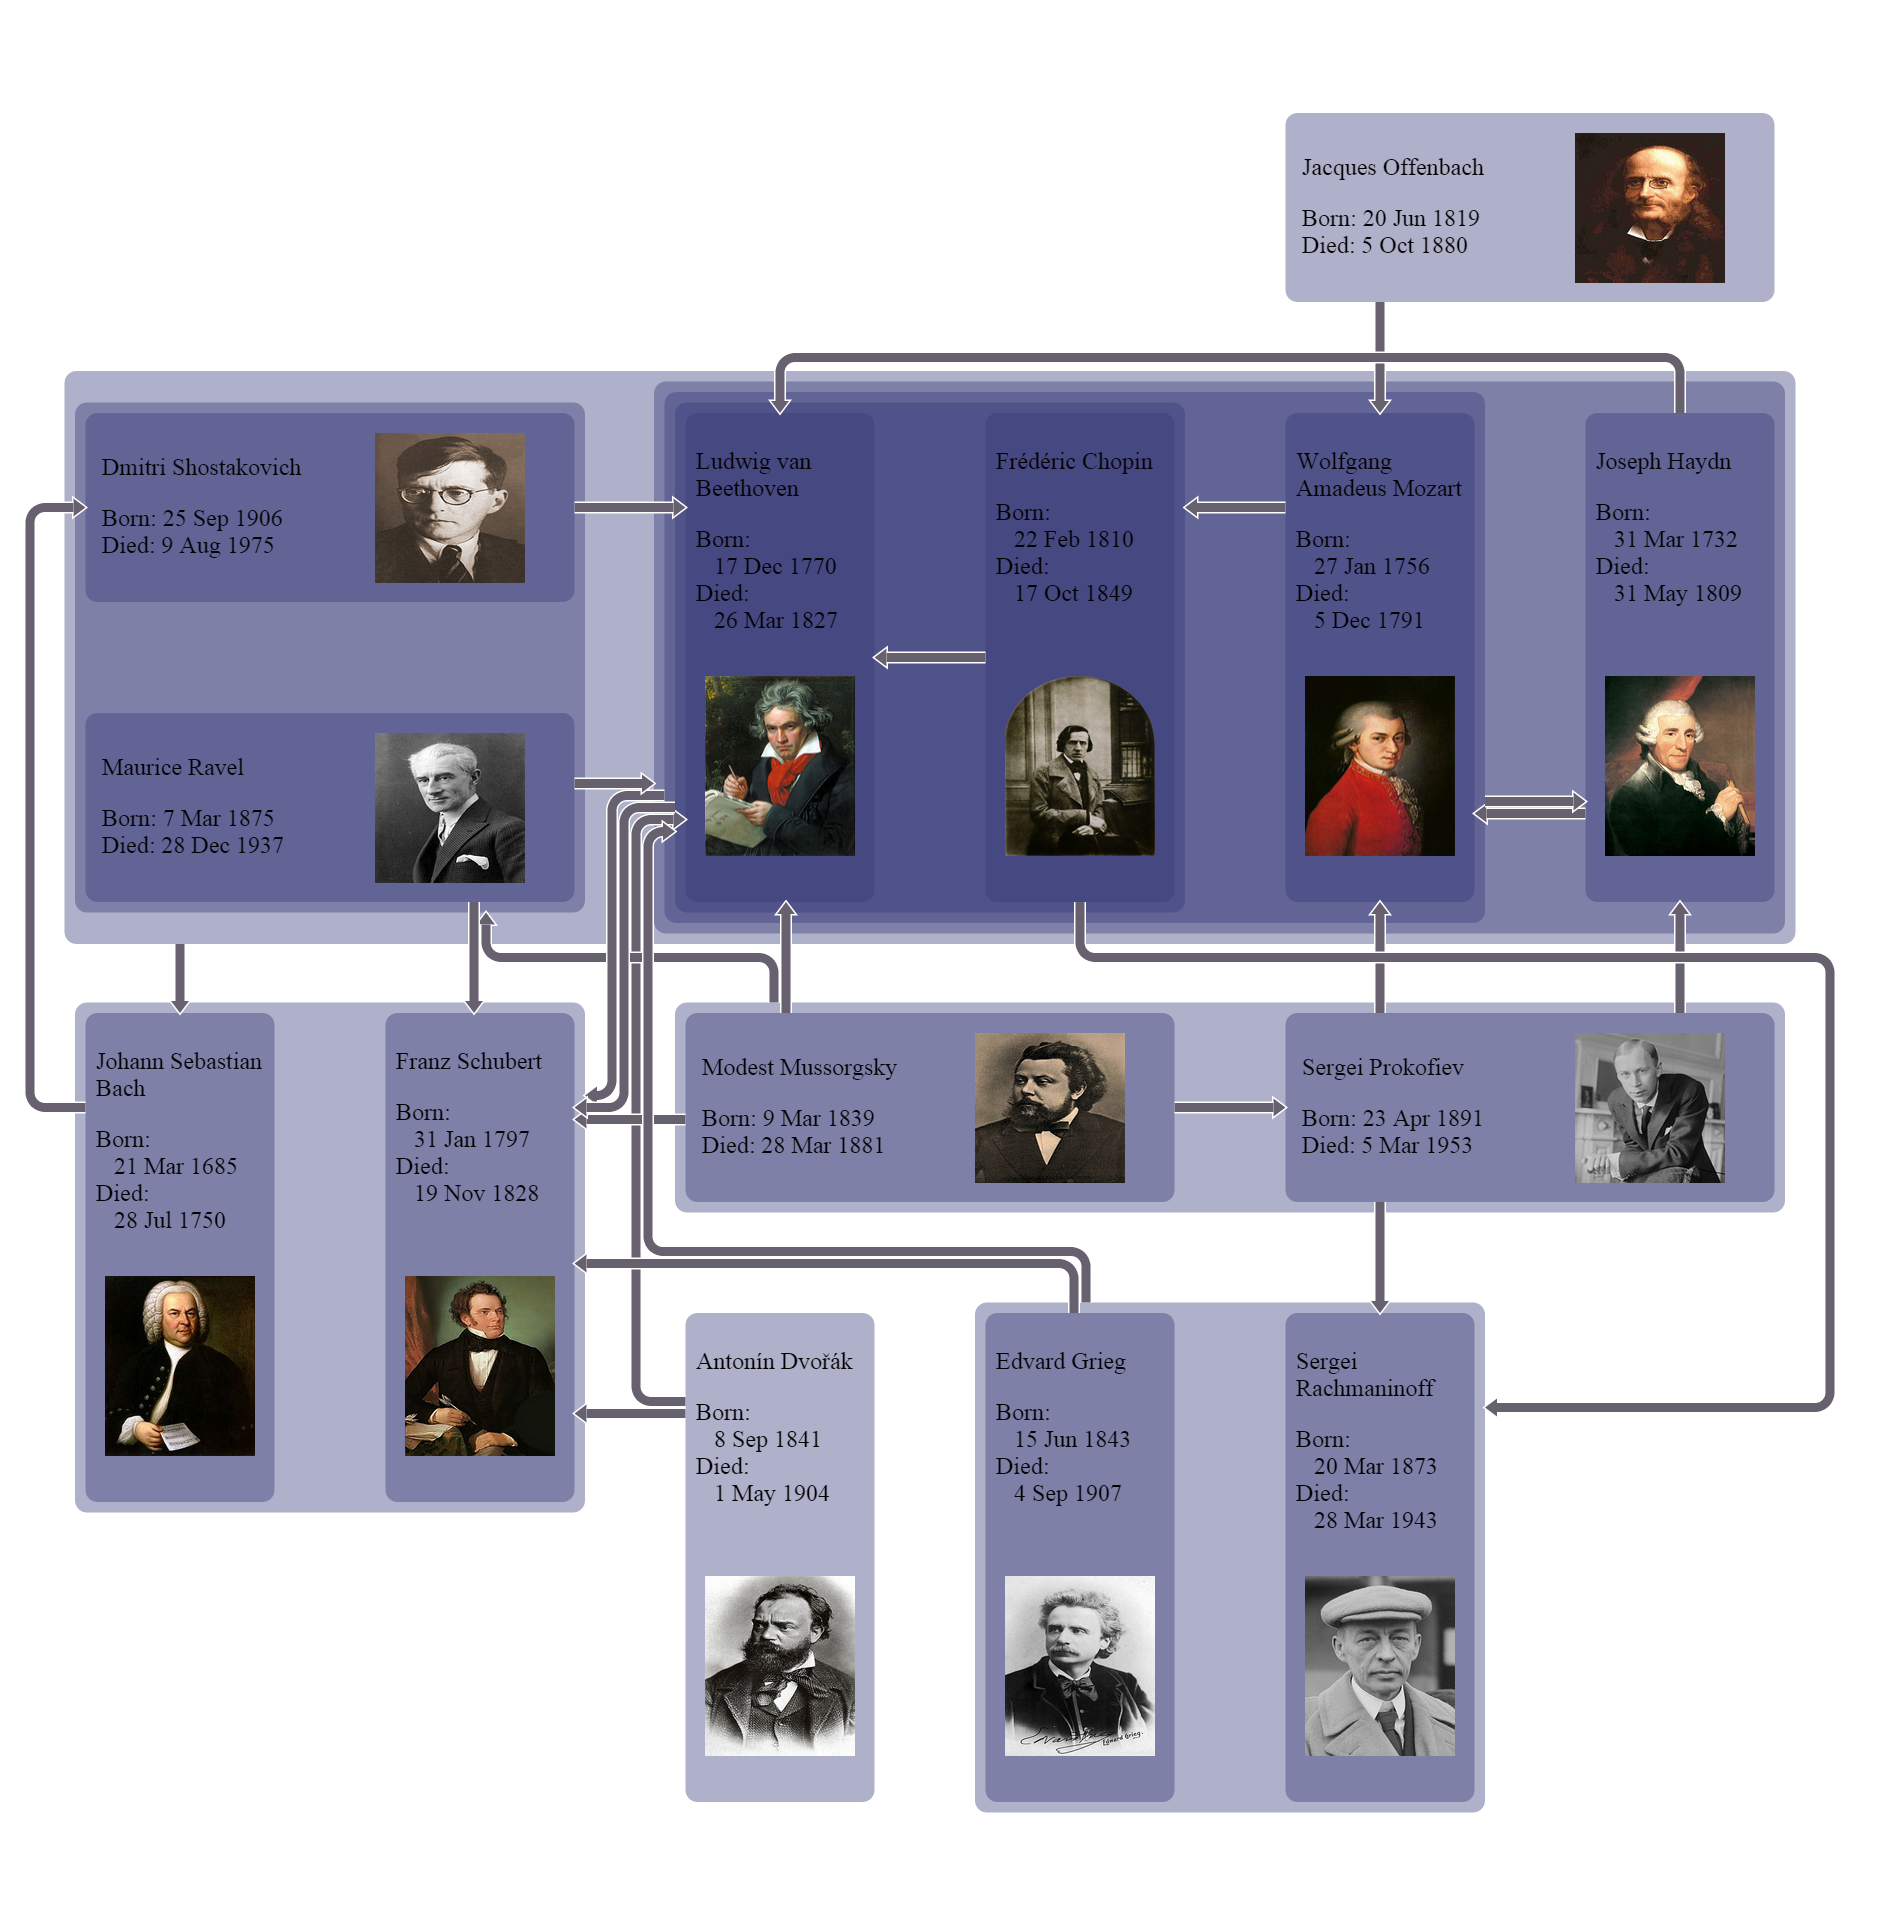 Jacques Offenbach
Born: 20 Jun 1819
Died: 5 Oct 1880
Dmitri Shostakovich
Born: 25 Sep 1906
Died: 9 Aug 1975
Ludwig van
Beethoven
Born:
17 Dec 1770
Died:
26 Mar 1827
Frédéric Chopin
Born:
22 Feb 1810
Died:
17 Oct 1849
Wolfgang
Amadeus Mozart
Born:
27 Jan 1756
Died:
5 Dec 1791
Joseph Haydn
Born:
31 Mar 1732
Died:
31 May 1809
Maurice Ravel
Born: 7 Mar 1875
Died: 28 Dec 1937
Johann Sebastian
Bach
Born:
21 Mar 1685
Died:
28 Jul 1750
Franz Schubert
Born:
31 Jan 1797
Died:
19 Nov 1828
Modest Mussorgsky
Born: 9 Mar 1839
Died: 28 Mar 1881
Sergei Prokofiev
Born: 23 Apr 1891
Died: 5 Mar 1953
Antonín Dvořák
Born:
8 Sep 1841
Died:
1 May 1904
Edvard Grieg
Born:
15 Jun 1843
Died:
4 Sep 1907
Edvard Grieg.
Sergei
Rachmaninoff
Born:
20 Mar 1873
Died:
28 Mar 1943